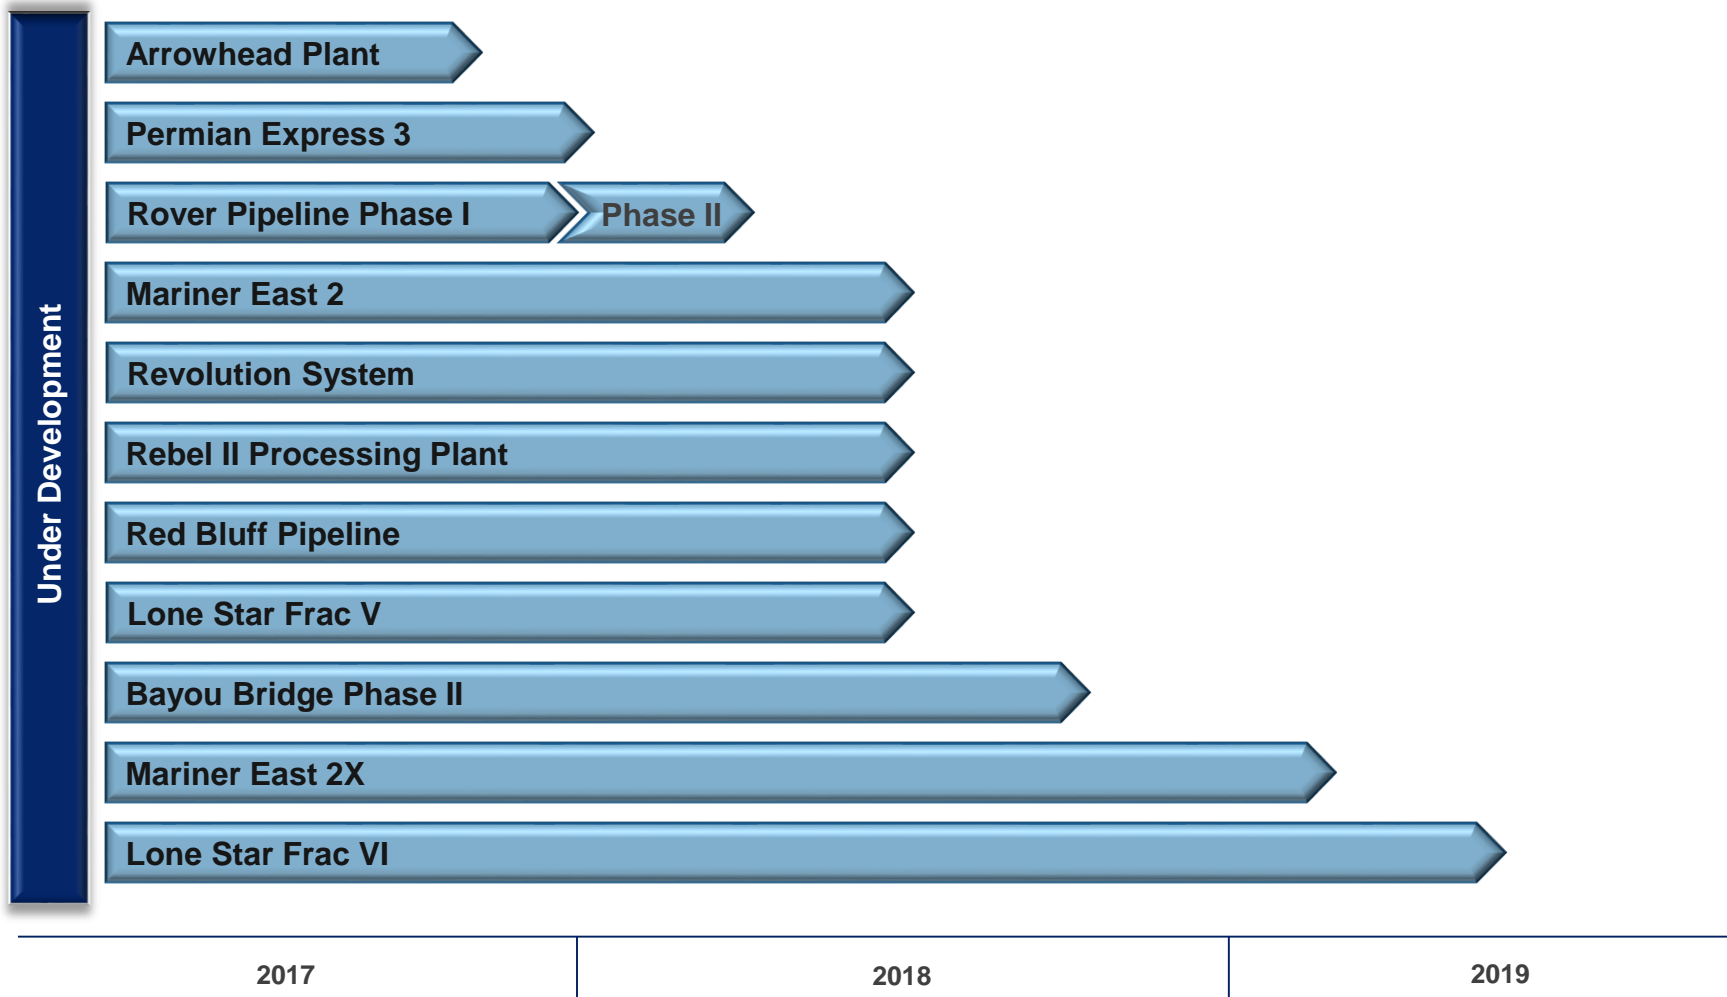 Under Development
Arrowhead Plant
Permian Express 3
Rover Pipeline Phase I
Phase II
Mariner East 2
Revolution System
Rebel II Processing Plant
Red Bluff Pipeline
Lone Star Frac V
Bayou Bridge Phase II
Mariner East 2X
Lone Star Frac VI
2017
2018
2019